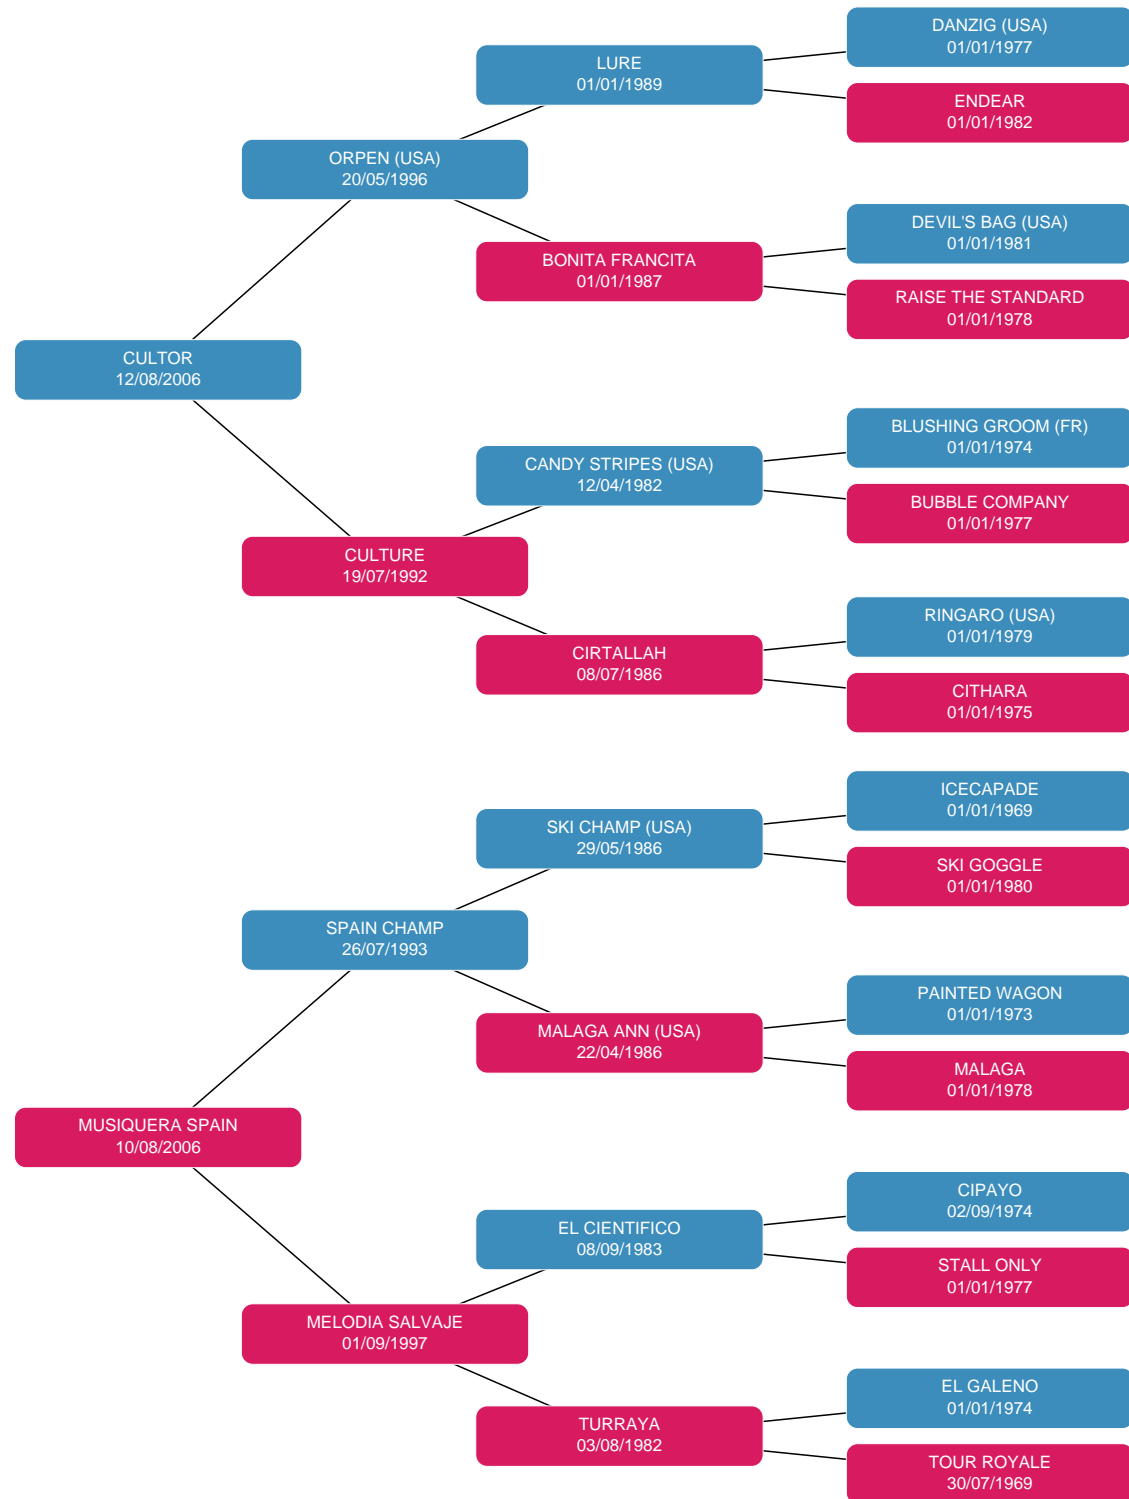 DANZIG (USA)
01/01/1977
LURE
01/01/1989
ENDEAR
01/01/1982
ORPEN (USA)
20/05/1996
DEVIL'S BAG (USA)
01/01/1981
BONITA FRANCITA
01/01/1987
RAISE THE STANDARD
01/01/1978
CULTOR
12/08/2006
BLUSHING GROOM (FR)
01/01/1974
CANDY STRIPES (USA)
12/04/1982
BUBBLE COMPANY
01/01/1977
CULTURE
19/07/1992
RINGARO (USA)
01/01/1979
CIRTALLAH
08/07/1986
CITHARA
01/01/1975
ICECAPADE
01/01/1969
SKI CHAMP (USA)
29/05/1986
SKI GOGGLE
01/01/1980
SPAIN CHAMP
26/07/1993
PAINTED WAGON
01/01/1973
MALAGA ANN (USA)
22/04/1986
MALAGA
01/01/1978
MUSIQUERA SPAIN
10/08/2006
CIPAYO
02/09/1974
EL CIENTIFICO
08/09/1983
STALL ONLY
01/01/1977
MELODIA SALVAJE
01/09/1997
EL GALENO
01/01/1974
TURRAYA
03/08/1982
TOUR ROYALE
30/07/1969